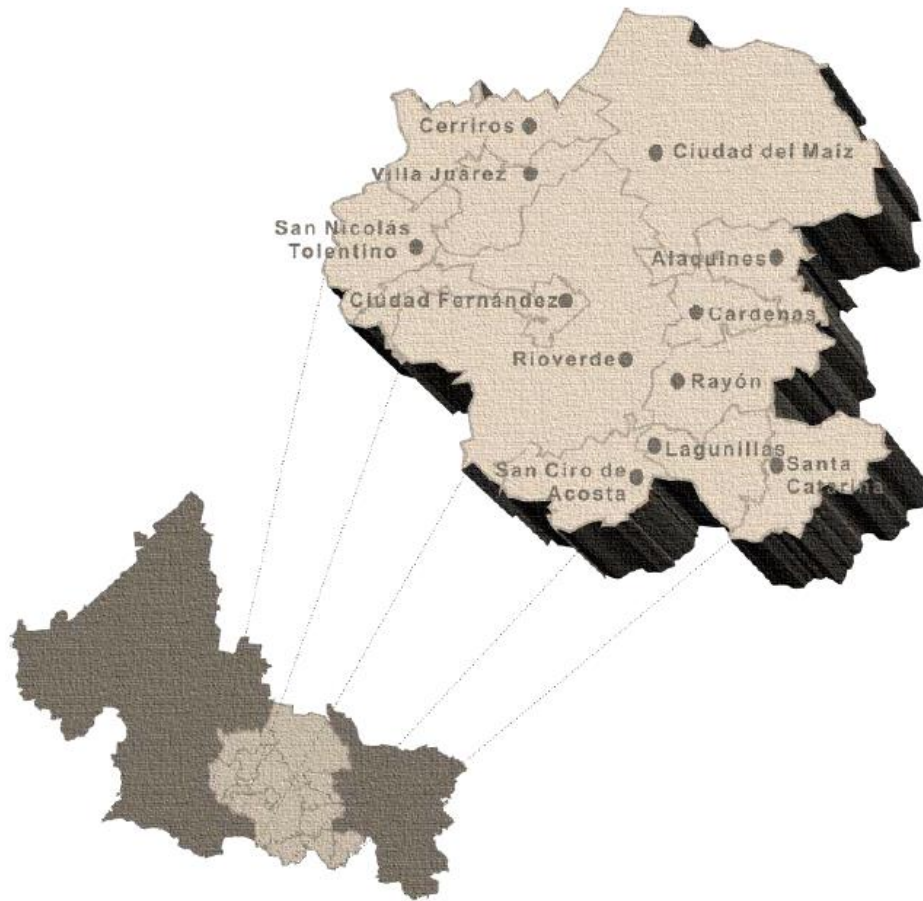 Cerriros
Ciudad del Maíz
Villa Juárez
San Nicolás
Tolentino
Alaquines
Ciudad Fernández
Cardenas
Rioverde
Rayón
Lagunillas
San Ciro de
Acosta
Santa
Catarina